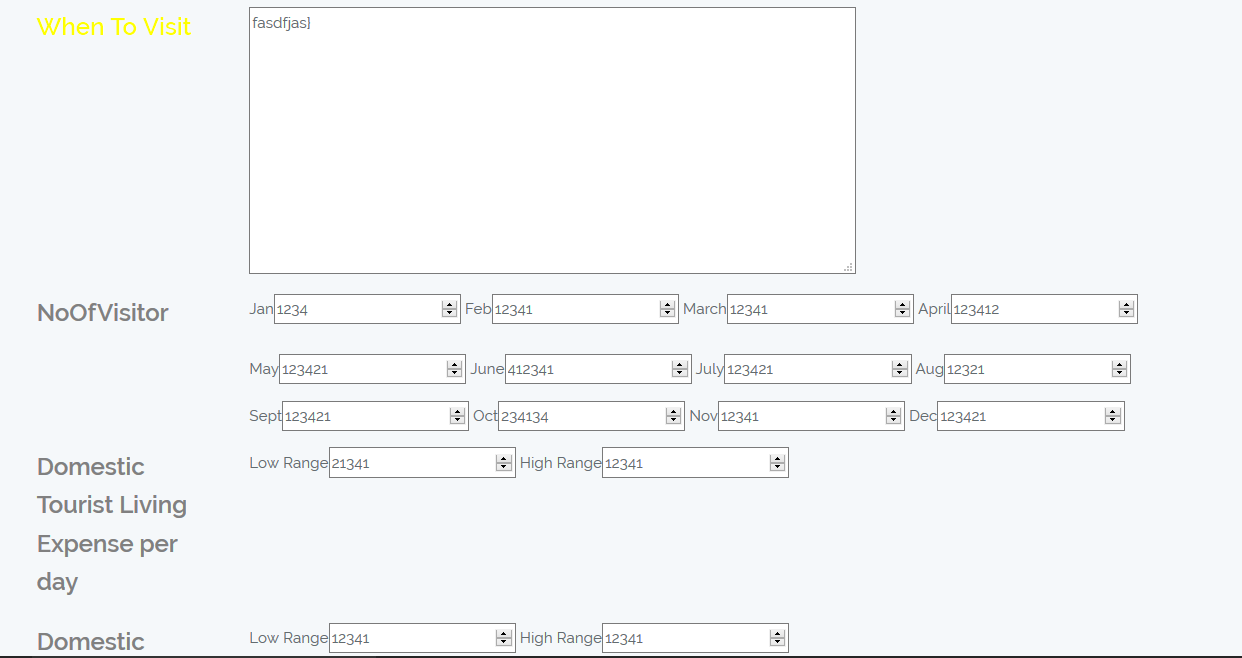 When To Visit
fasdfjas]
NoOfVisitor
Jan 1234 Feb 12341 March 12341 April 123412
May 123421 June 412341 July 123421 Aug 12321
Sept 123421 Oct 234134 Nov 12341 Dec 123421
Domestic
Tourist Living
Expense per
day
Low Range 21341 High Range 12341
Domestic
Low Range 12341 High Range 12341